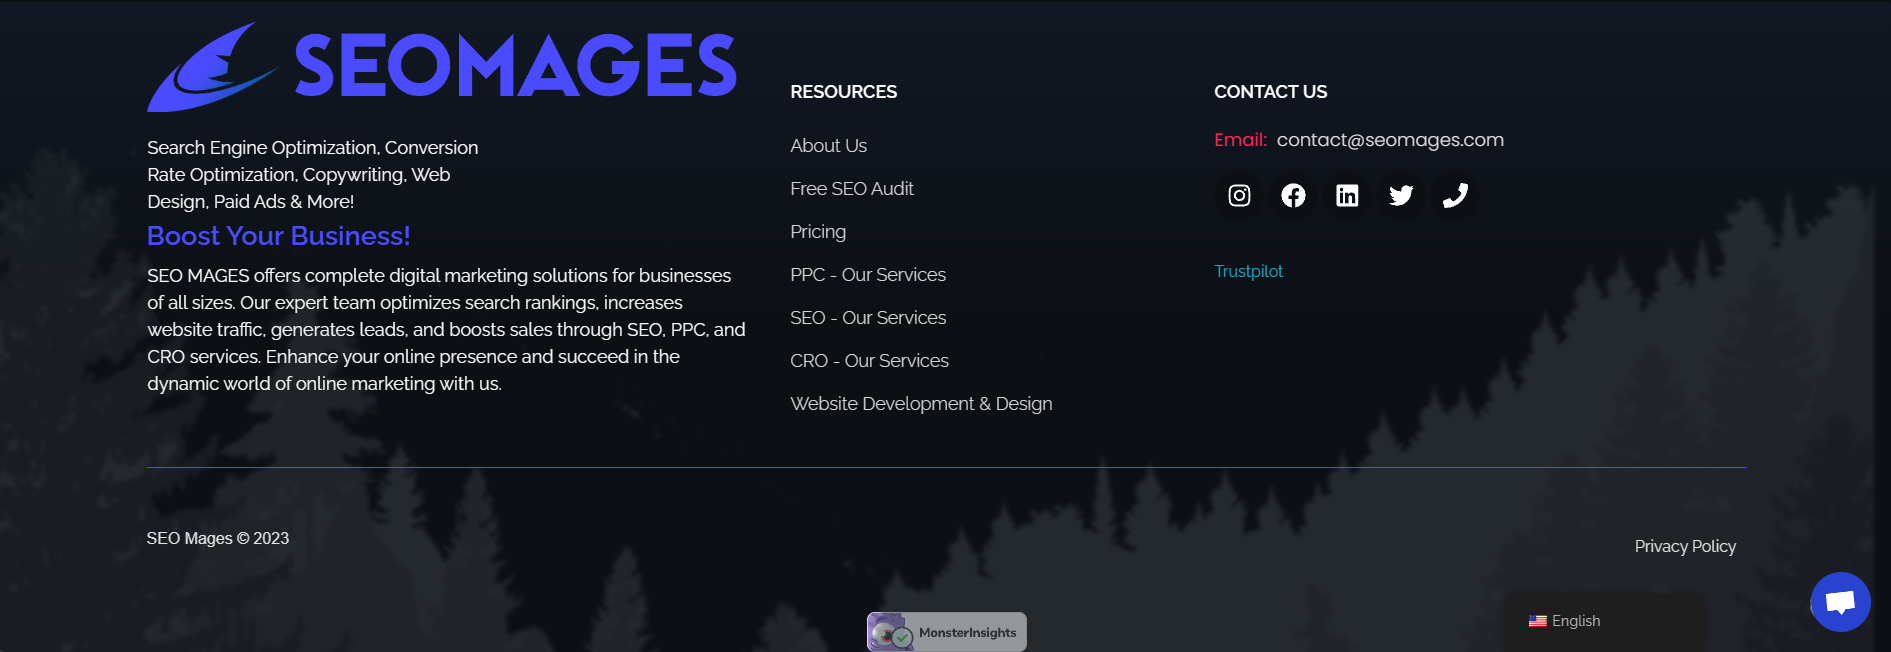 SEOMAGES
Search Engine Optimization, Conversion
Rate Optimization, Copywriting, Web
Design, Paid Ads & More!
Boost Your Business!
SEO MAGES offers complete digital marketing solutions for businesses
of all sizes. Our expert team optimizes search rankings, increases
website traffic, generates leads, and boosts sales through SEO, PPC, and
CRO services. Enhance your online presence and succeed in the
dynamic world of online marketing with us.
RESOURCES
About Us
Free SEO Audit
Pricing
PPC - Our Services
SEO - Our Services
CRO - Our Services
Website Development & Design
CONTACT US
Email: contact@seomages.com
Trustpilot
SEO Mages © 2023
Privacy Policy
MonsterInsights
English